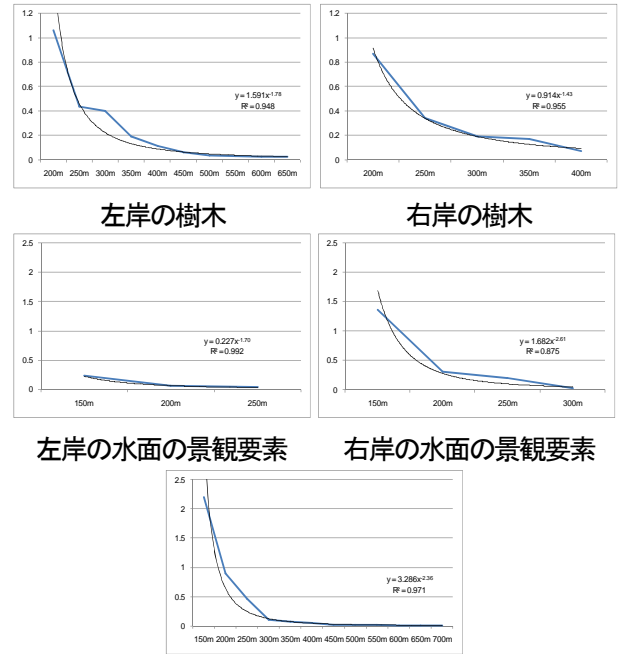 1.2
1
0.8
0.6
0.4
0.2
0
y = 1.591x^-1.78
R² = 0.948
200m 250m 300m 350m 400m 450m 500m 550m 600m 650m
左岸の樹木
1.2
1
0.8
0.6
0.4
0.2
0
y = 0.914x^-1.43
R² = 0.955
200m 250m 300m 350m 400m
右岸の樹木
2.5
2
1.5
1
0.5
0
y = 0.227x^-1.70
R² = 0.992
150m 200m 250m
左岸の水面の景観要素
2.5
2
1.5
1
0.5
0
y = 1.682x^-2.61
R² = 0.875
150m 200m 250m 300m
右岸の水面の景観要素
2.5
2
1.5
1
0.5
0
y = 3.286x^-2.36
R² = 0.971
150m 200m 250m 300m 350m 400m 450m 500m 550m 600m 650m 700m